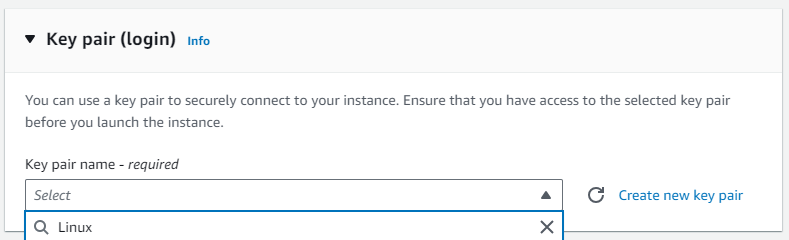 Key pair (login) Info
You can use a key pair to securely connect to your instance. Ensure that you have access to the selected key pair
before you launch the instance.
Key pair name - required
Select
Create new key pair
Linux